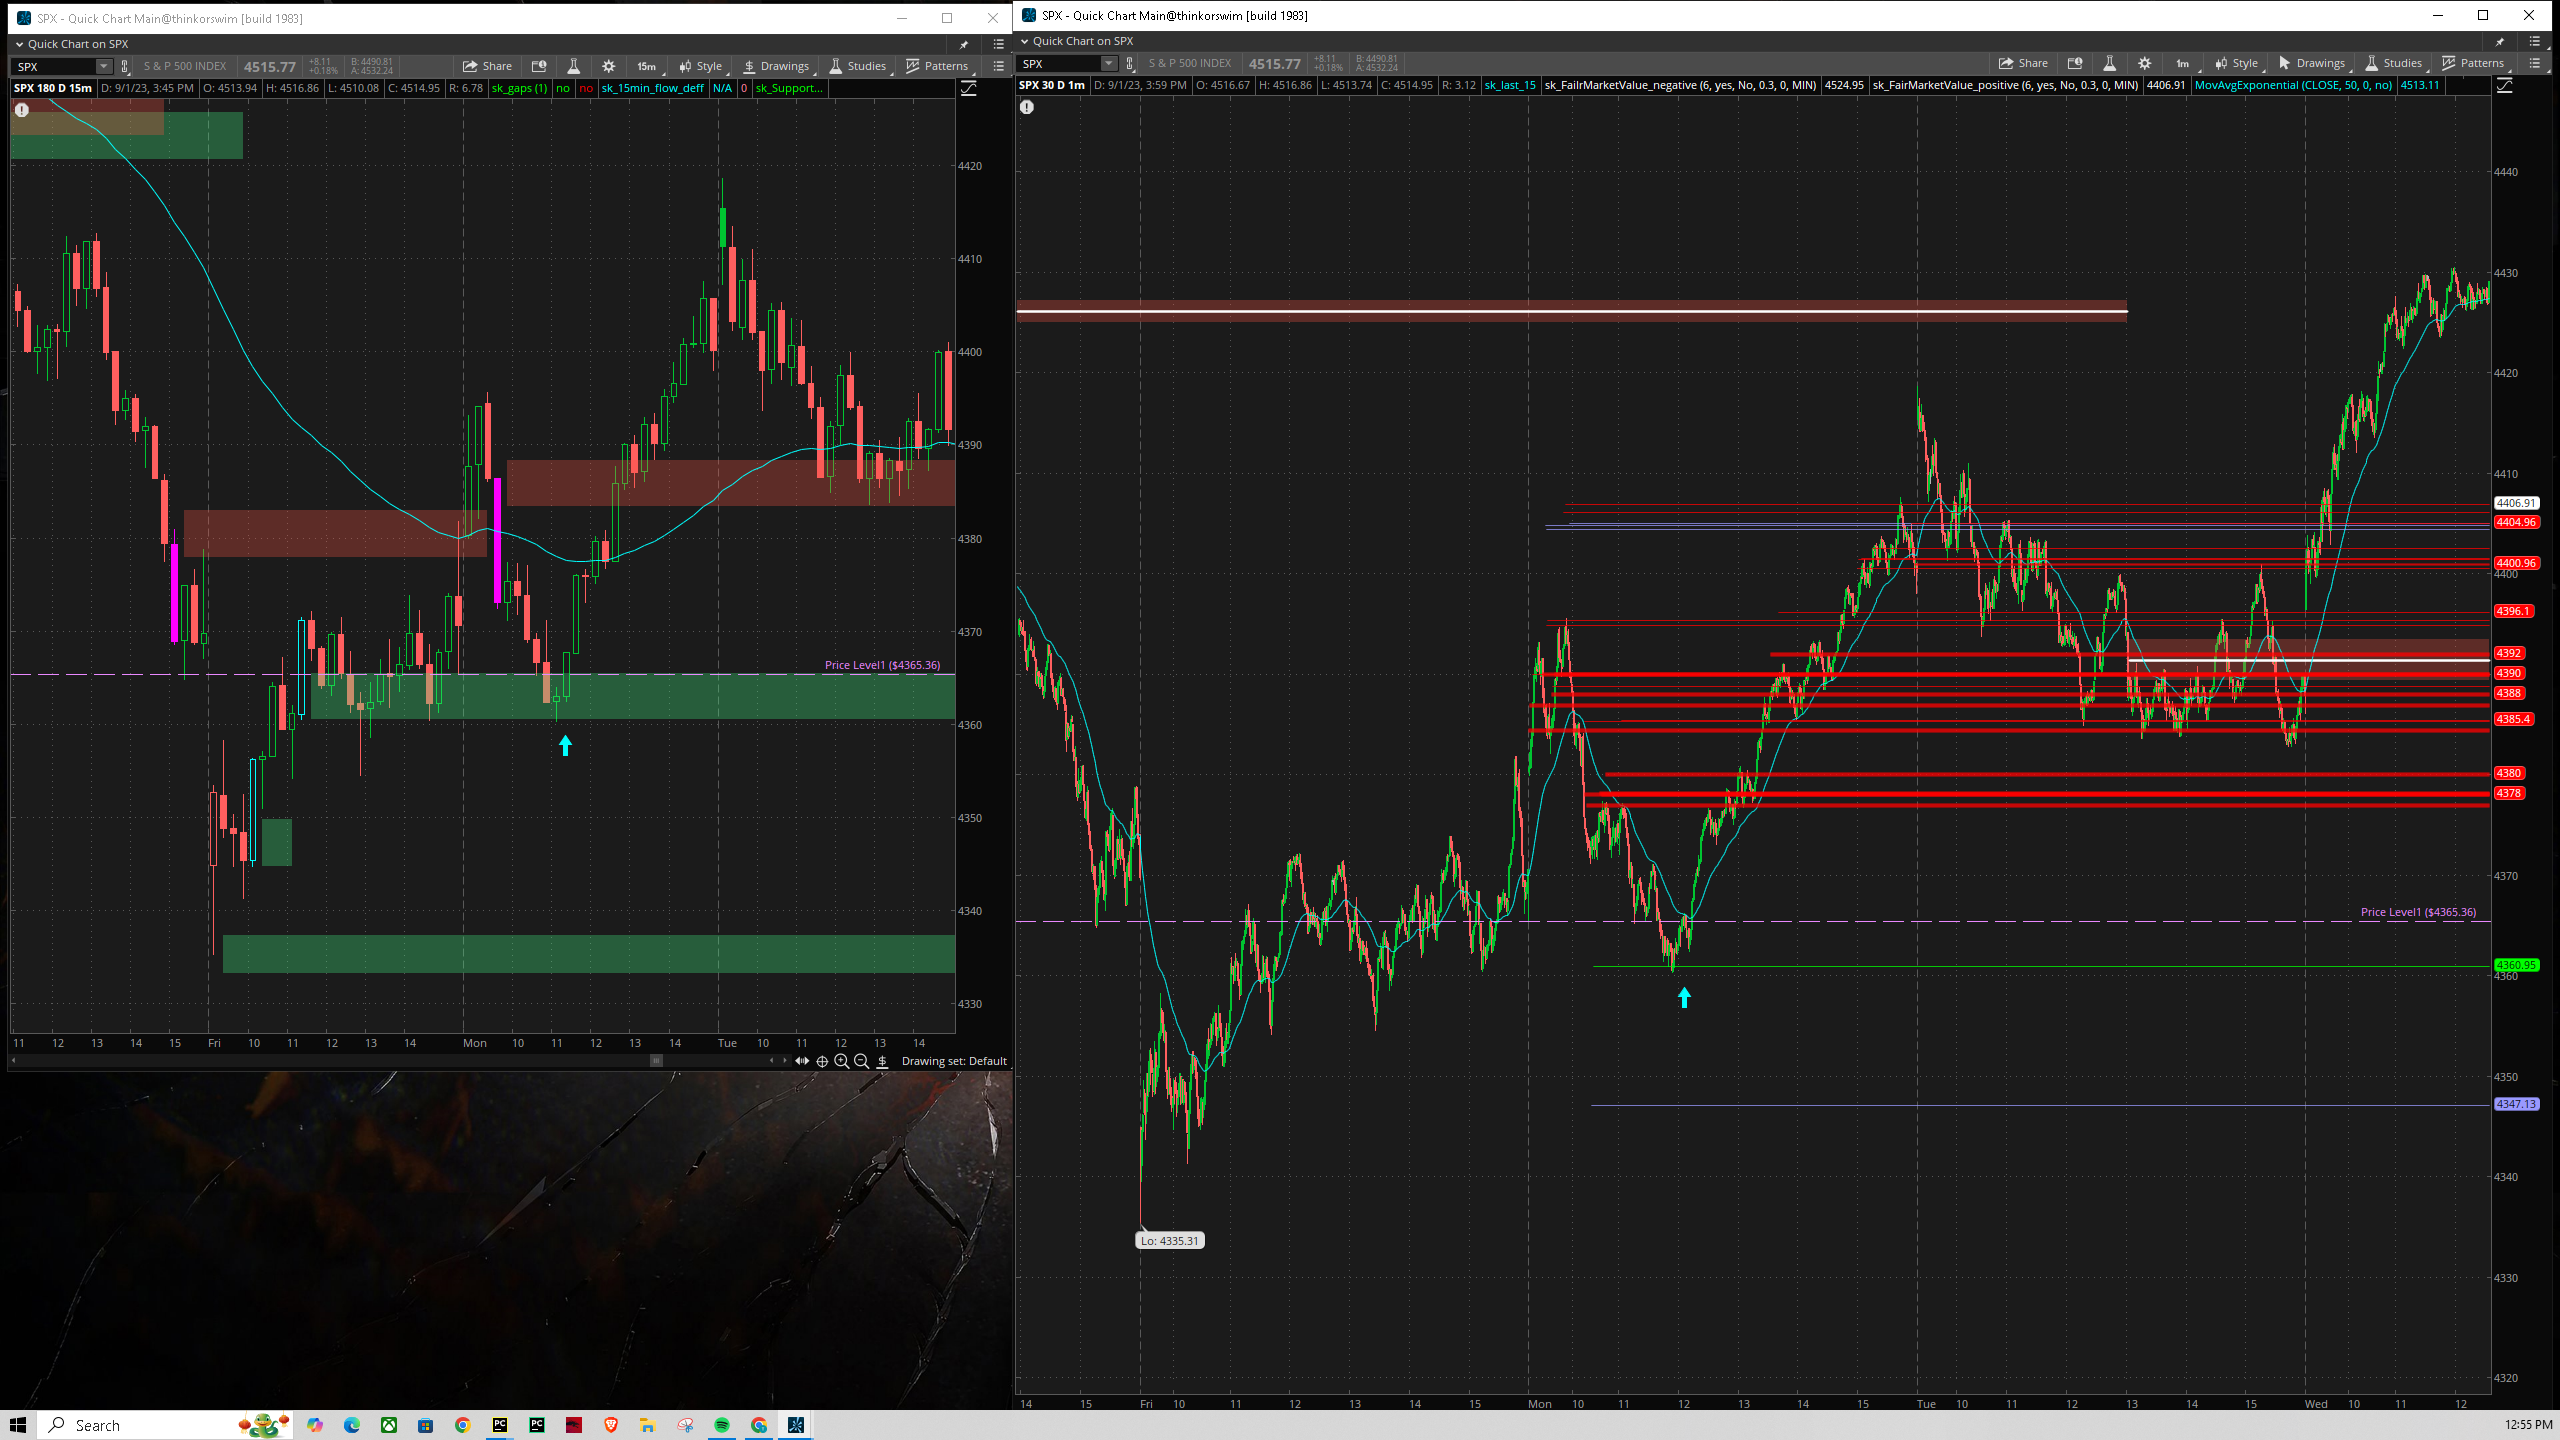 SPX - Quick Chart Main@thinkorswim [build 1983]
Quick Chart on SPX
SPX S & P 500 INDEX 4515.77 +8.11 +0.18% B: 4490.81 A: 4532.24 Share 15m Style Drawings Studies Patterns
SPX 180 D 15m D: 9/1/23, 3:45 PM O: 4513.94 H: 4516.86 L: 4510.08 C: 4514.95 R: 6.78 sk_gaps (1) no no sk_15min_flow_deff N/A 0 sk_Support...
4420
4410
4400
4390
4380
4370
Price Level1 ($4365.36)
4360
4350
4340
4330
11 12 13 14 15 Fri 10 11 12 13 14 Mon 10 11 12 13 14 Tue 10 11 12 13 14
Drawing set: Default
SPX - Quick Chart Main@thinkorswim [build 1983]
Quick Chart on SPX
SPX S & P 500 INDEX 4515.77 +8.11 +0.18% B: 4490.81 A: 4532.24 Share 1m Style Drawings Studies Patterns
SPX 30 D 1m D: 9/1/23, 3:59 PM O: 4516.67 H: 4516.86 L: 4513.74 C: 4514.95 R: 3.12 sk_last_15 sk_FailrMarketValue_negative (6, yes, No, 0.3, 0, MIN) 4524.95 sk_FairMarketValue_positive (6, yes, No, 0.3, 0, MIN) 4406.91 MovAvgExponential (CLOSE, 50, 0, no) 4513.11
4440
4430
4420
4410
4406.91
4404.96
4400.96
4400
4396.1
4392
4390
4388
4385.4
4380
4378
4370
Price Level1 ($4365.36)
4360.95
4360
4350
4347.13
4340
Lo: 4335.31
4330
4320
14 15 Fri 10 11 12 13 14 15 Mon 10 11 12 13 14 15 Tue 10 11 12 13 14 15 Wed 10 11 12
Search
PC
PC
12:55 PM